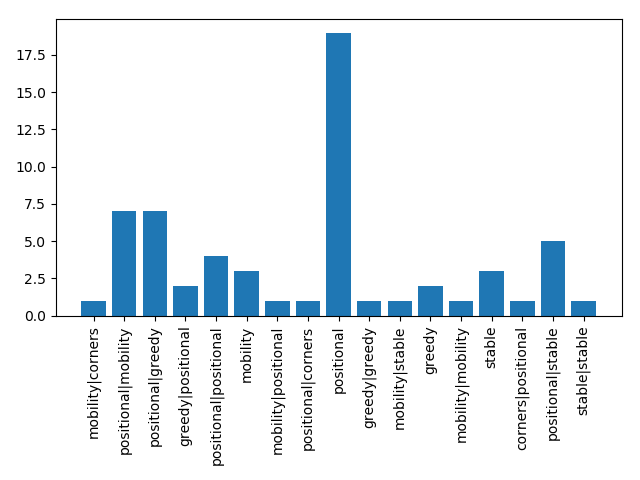 17.5
15.0
12.5
10.0
7.5
5.0
2.5
0.0
mobility|corners
positional|mobility
positional|greedy
greedy|positional
positional|positional
mobility
mobility|positional
positional|corners
positional
greedy|greedy
mobility|stable
greedy
mobility|mobility
stable
corners|positional
positional|stable
stable|stable